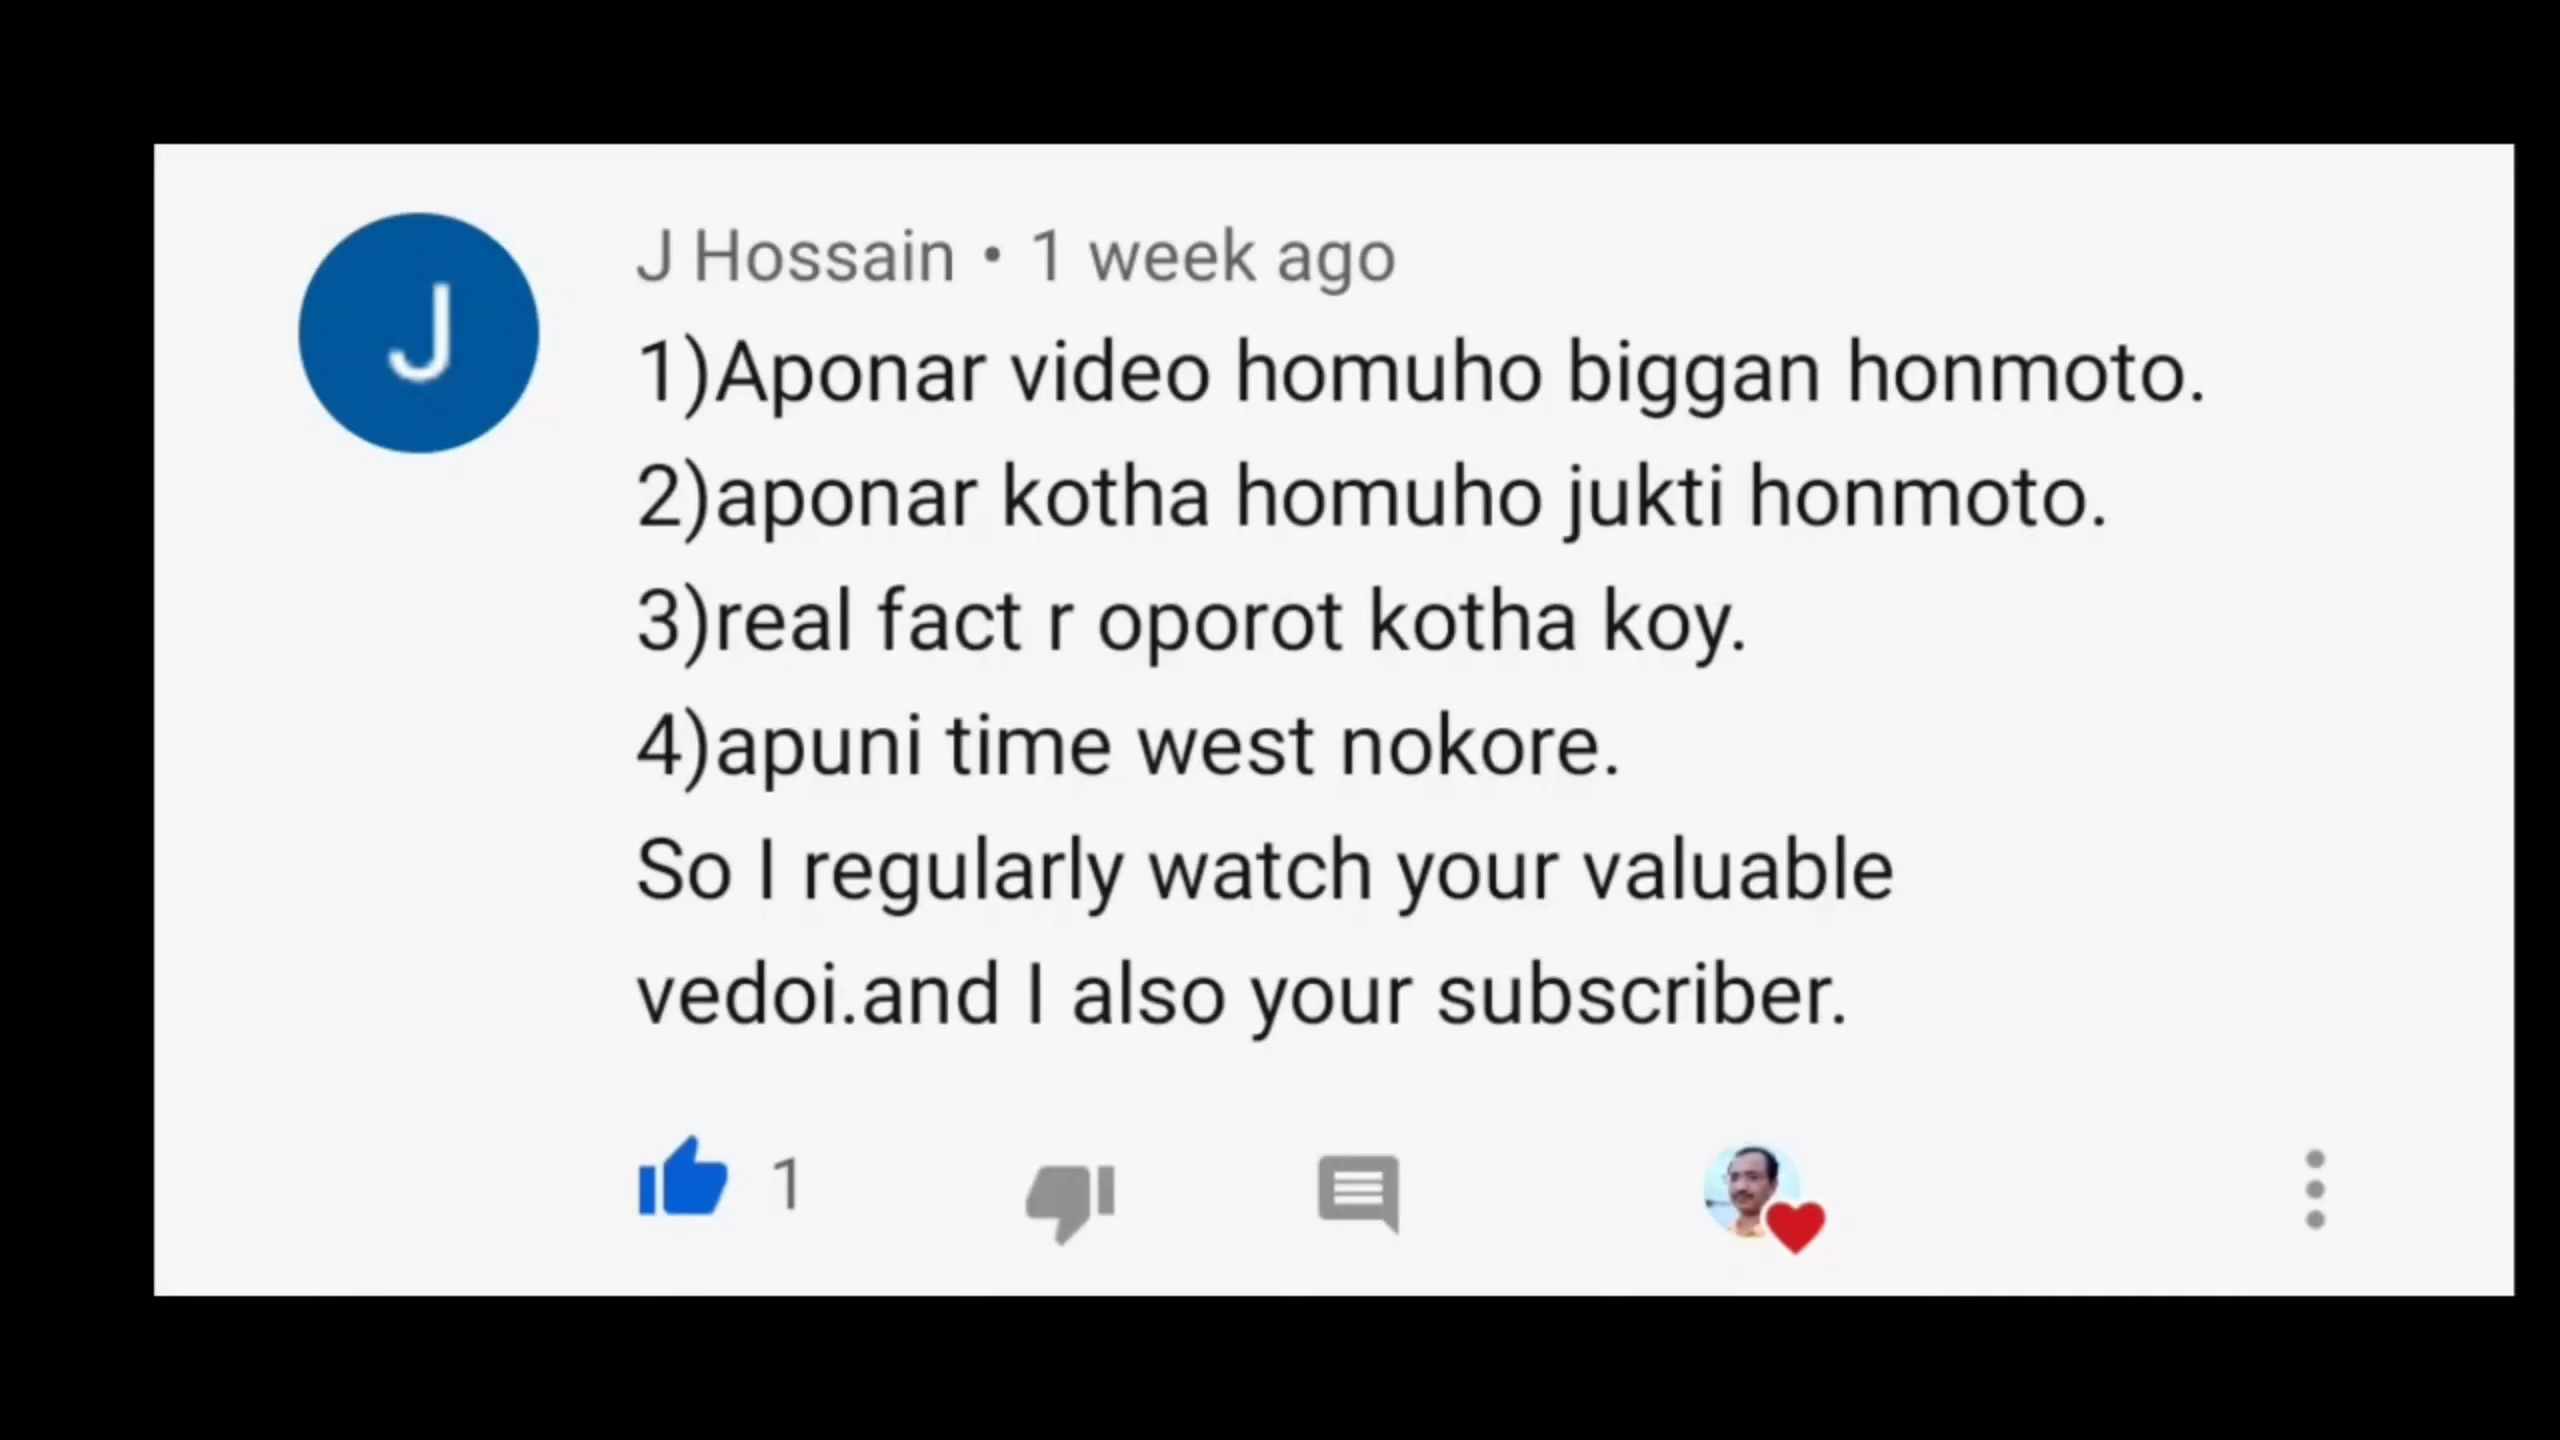 J
J Hossain • 1 week ago
1)Aponar video homuho biggan honmoto.
2)aponar kotha homuho jukti honmoto.
3)real fact r oporot kotha koy.
4)apuni time west nokore.
So I regularly watch your valuable
vedoi.and I also your subscriber.
1